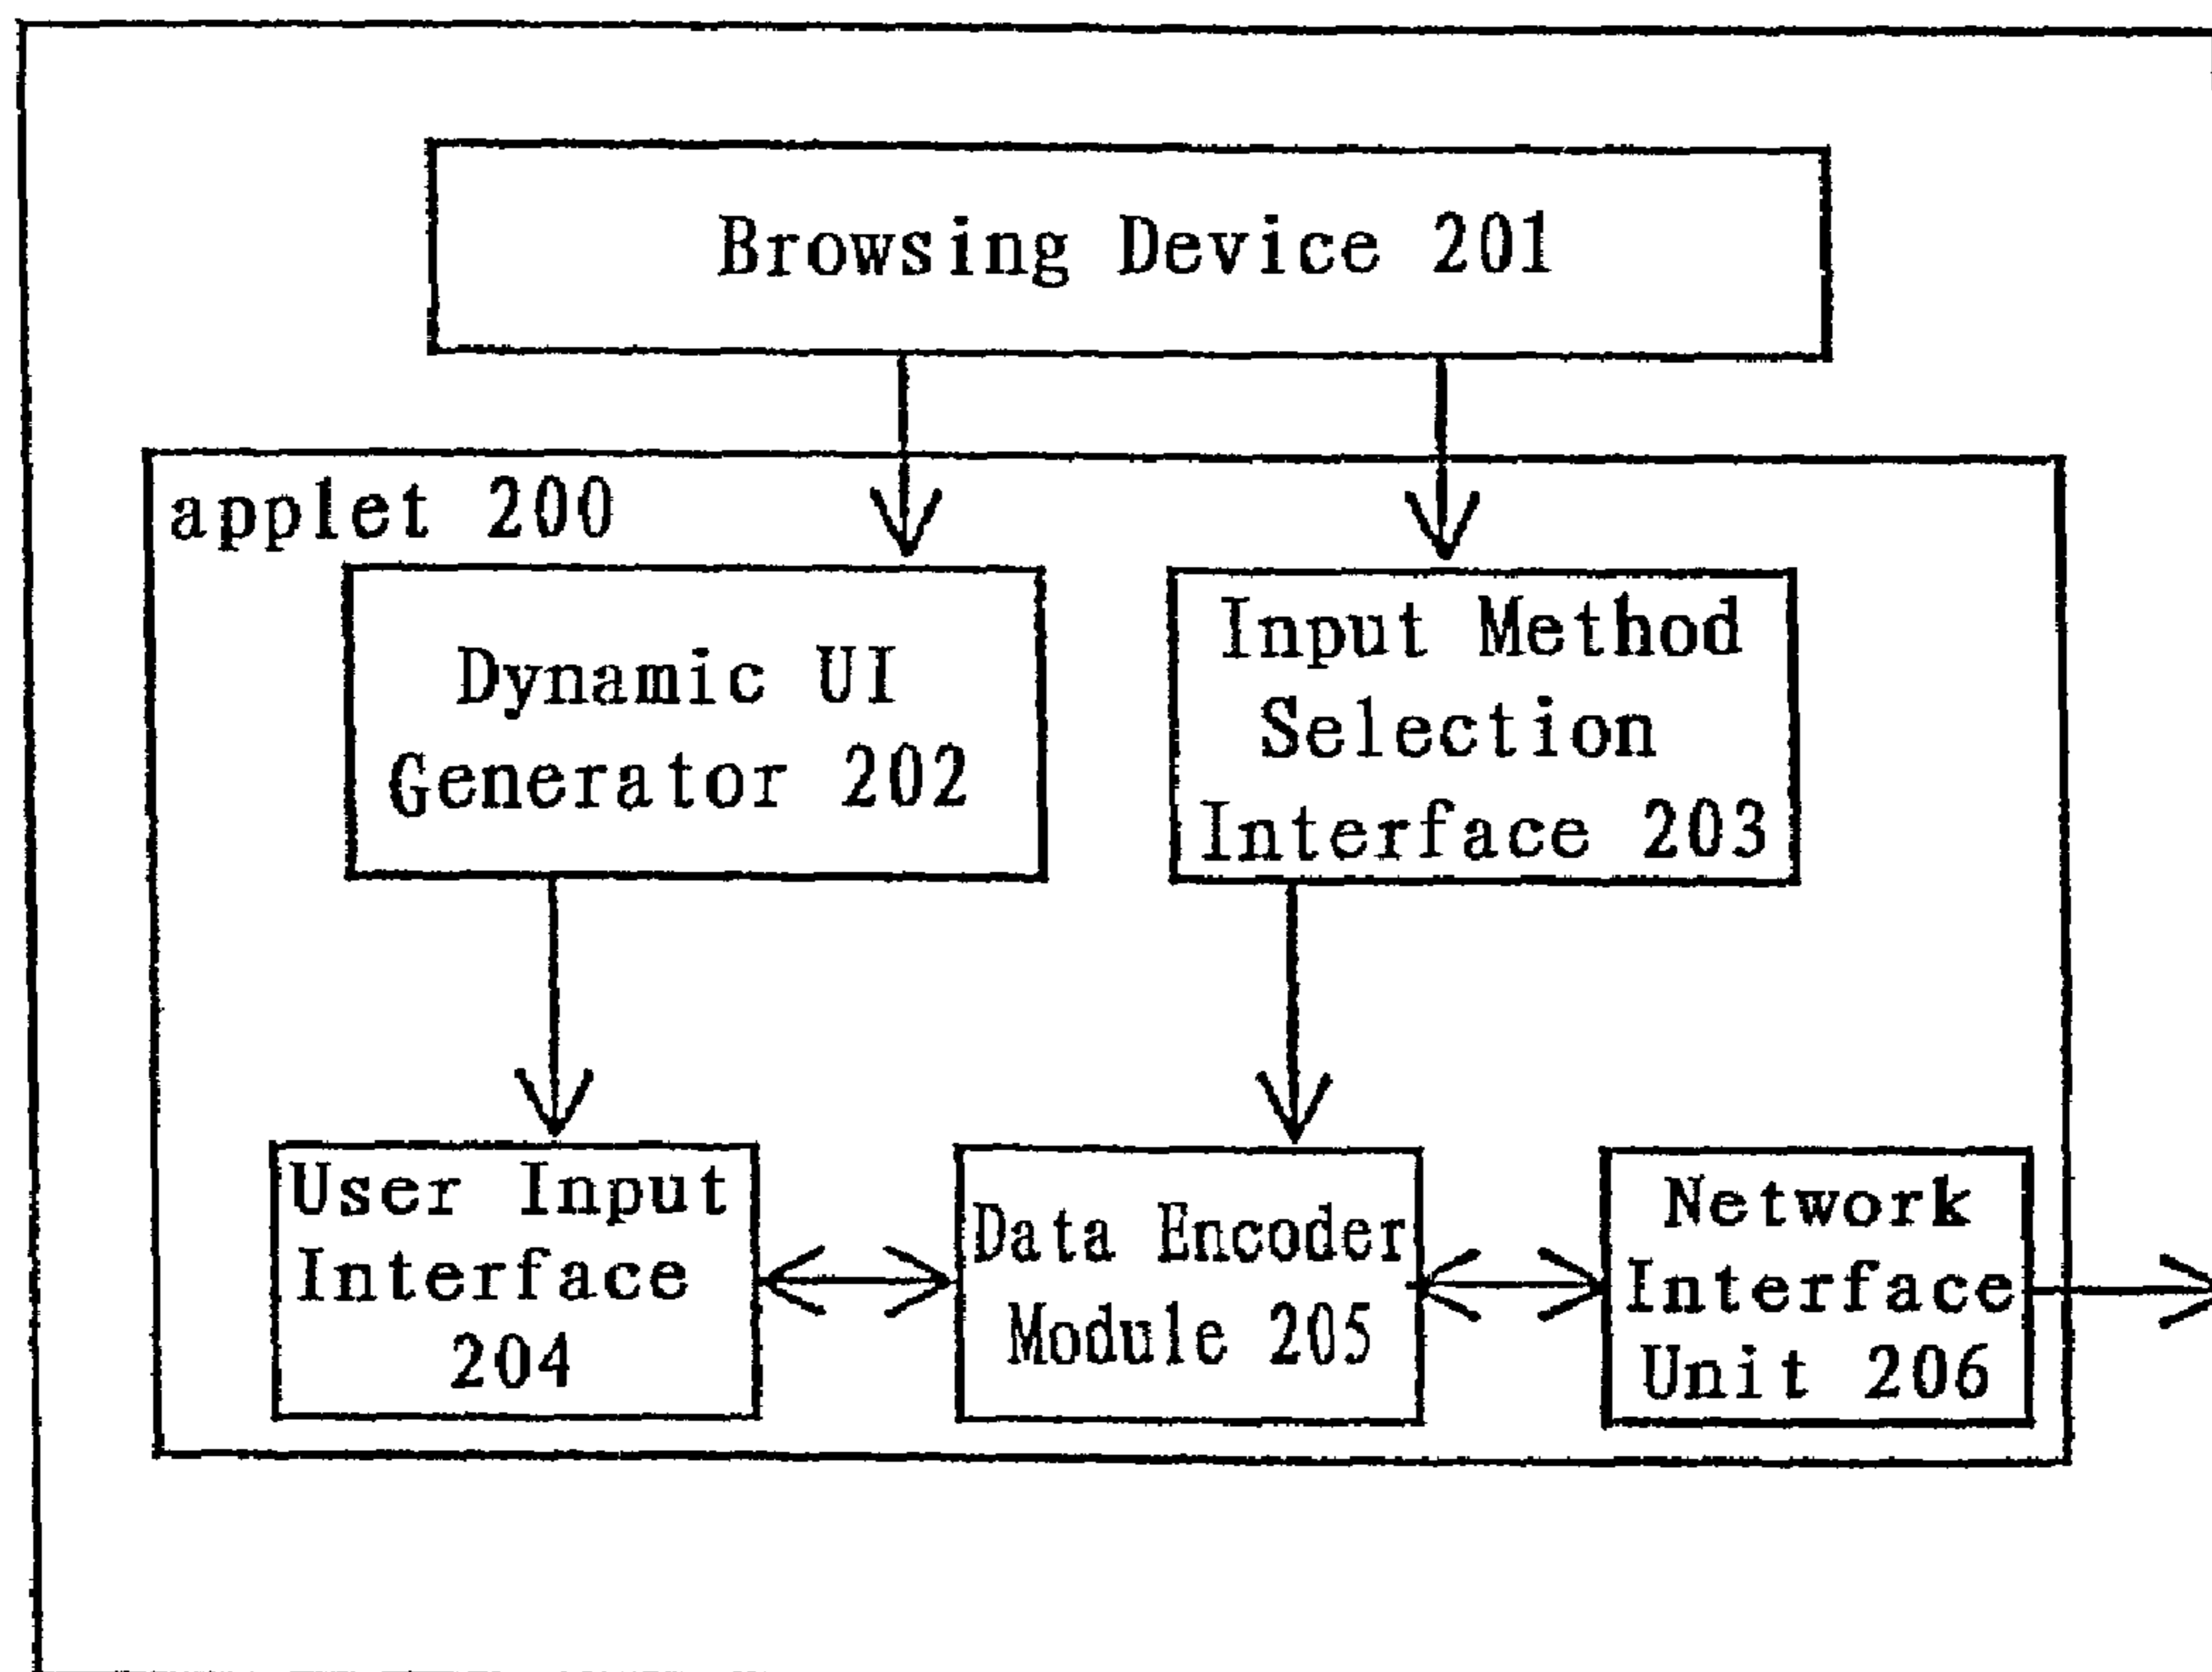 Browsing Device 201
applet 200
Dynamic UI
Generator 202
Input Method
Selection
Interface 203
User Input
Interface
204
Data Encoder
Module 205
Network
Interface
Unit 206